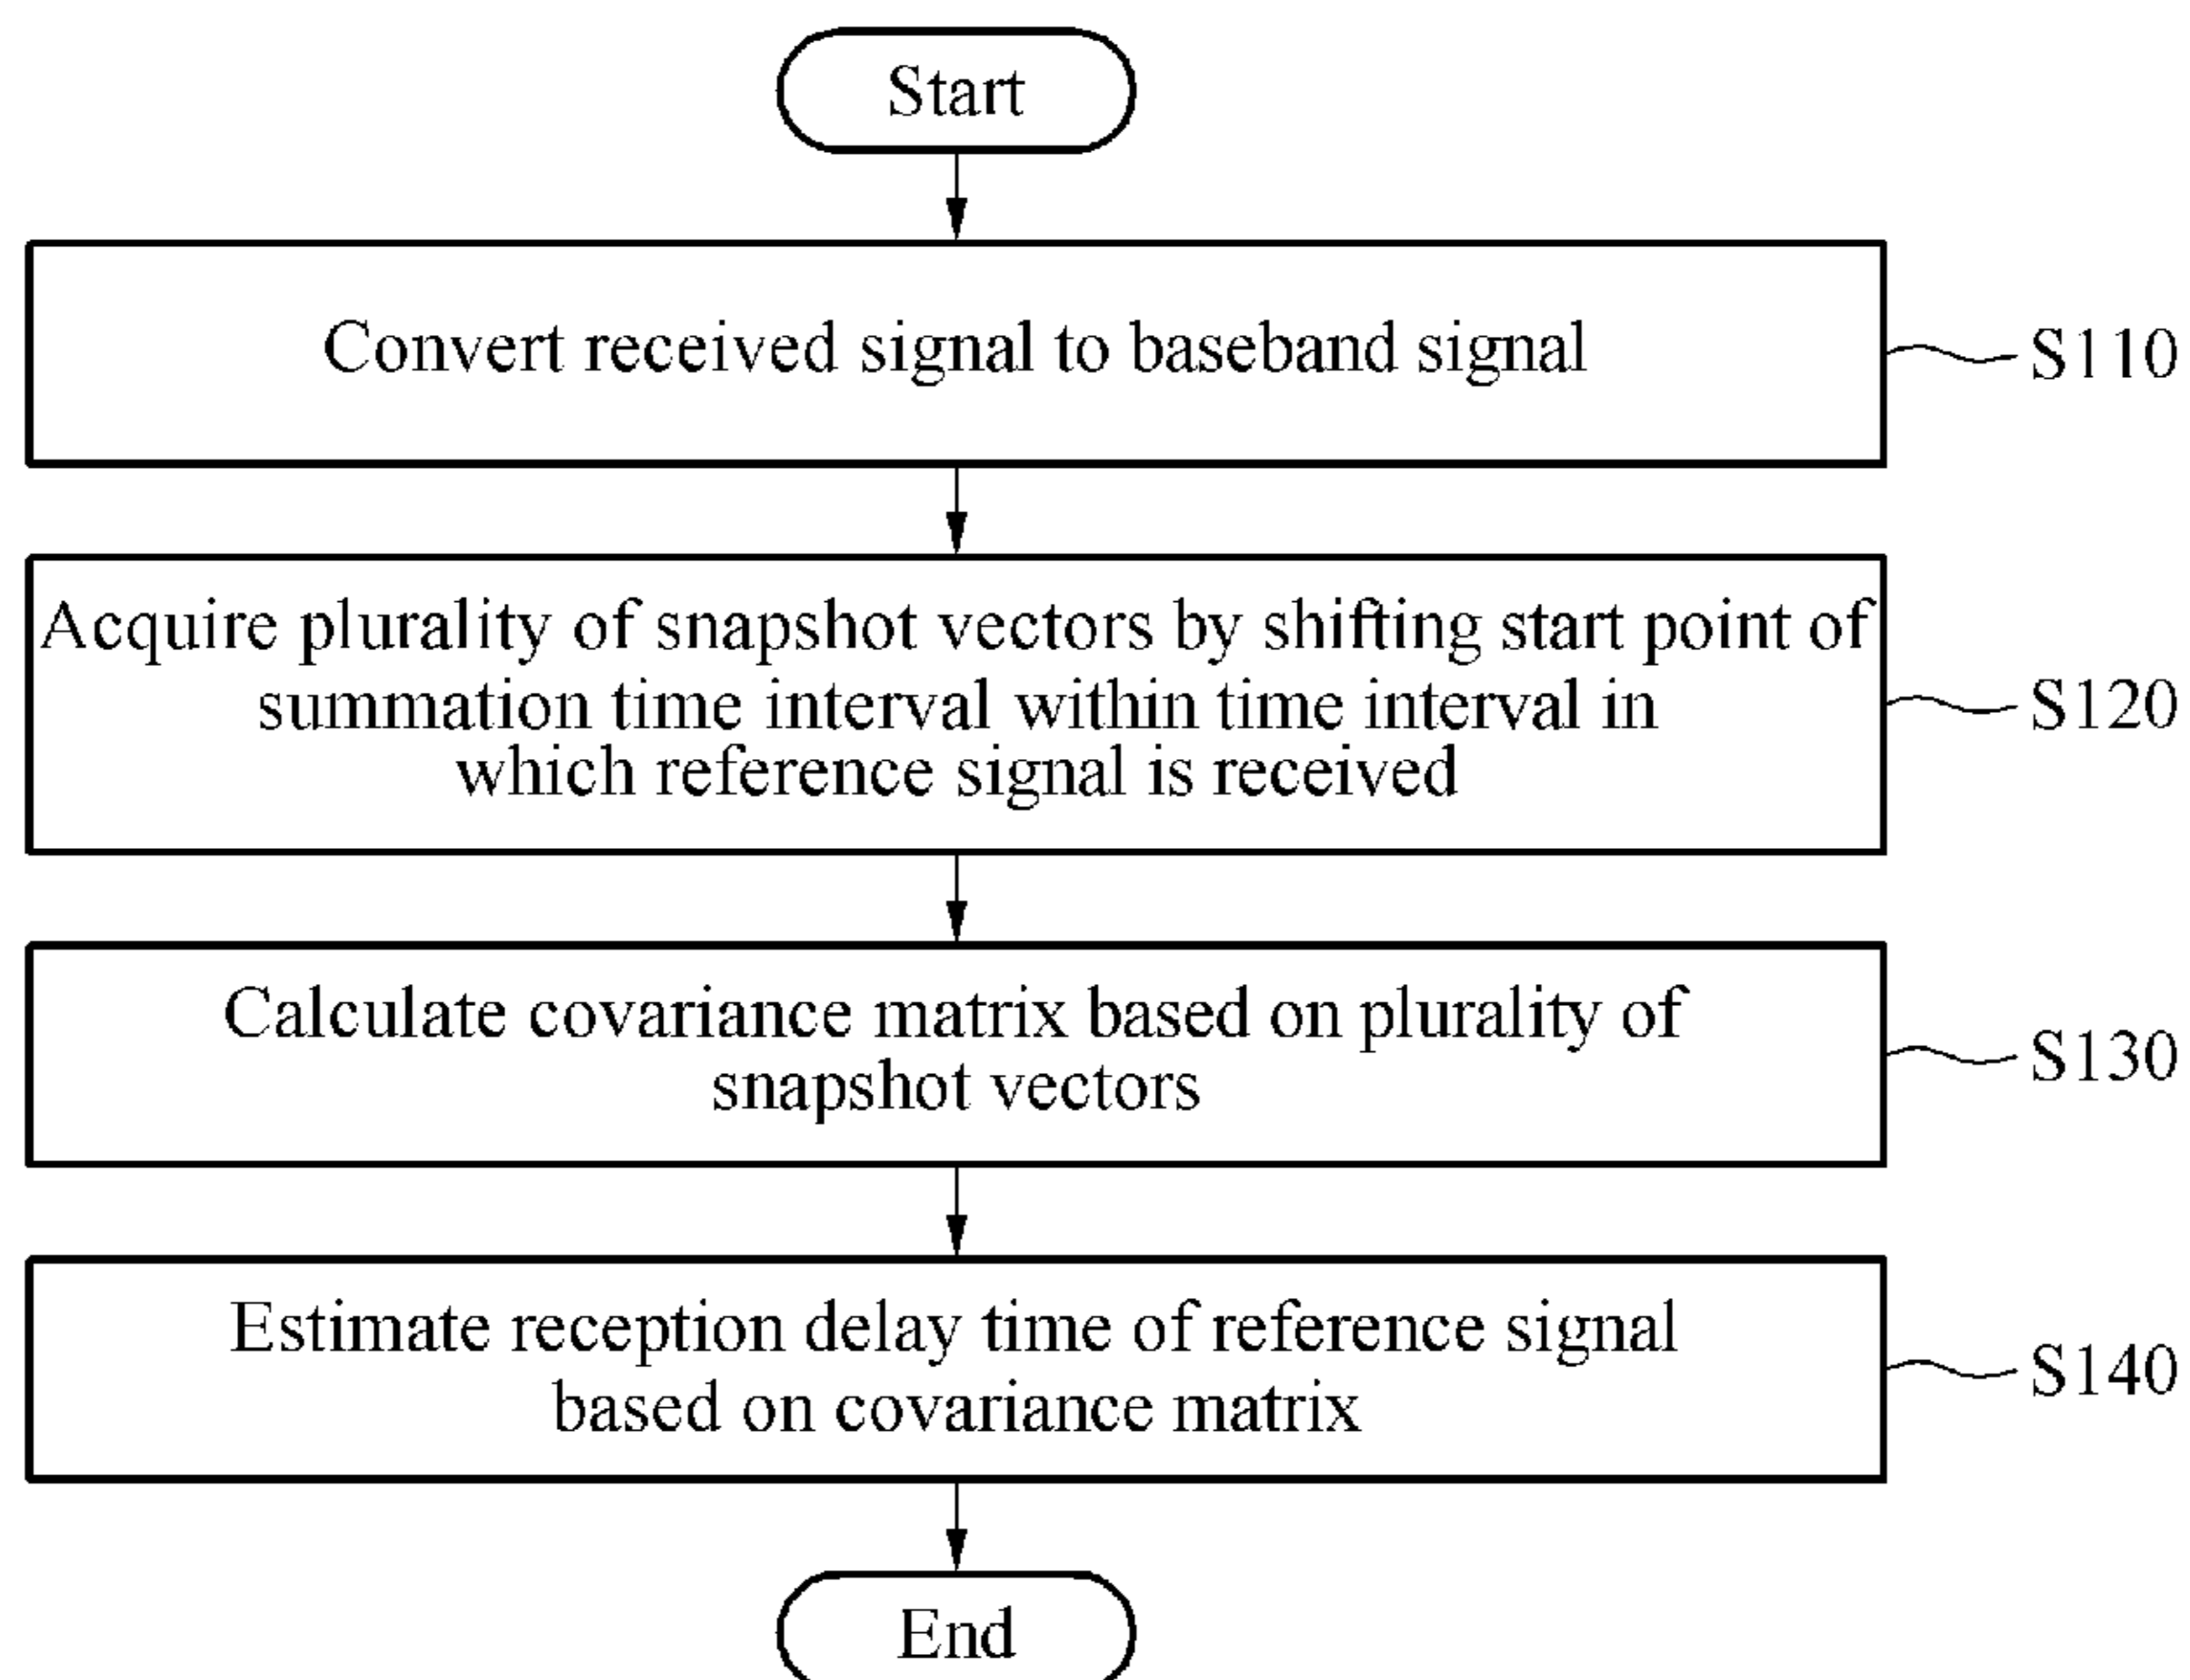 Start
Convert received signal to baseband signal
S110
Acquire plurality of snapshot vectors by shifting start point of
summation time interval within time interval in
which reference signal is received
S120
Calculate covariance matrix based on plurality of
snapshot vectors
S130
Estimate reception delay time of reference signal
based on covariance matrix
S140
End